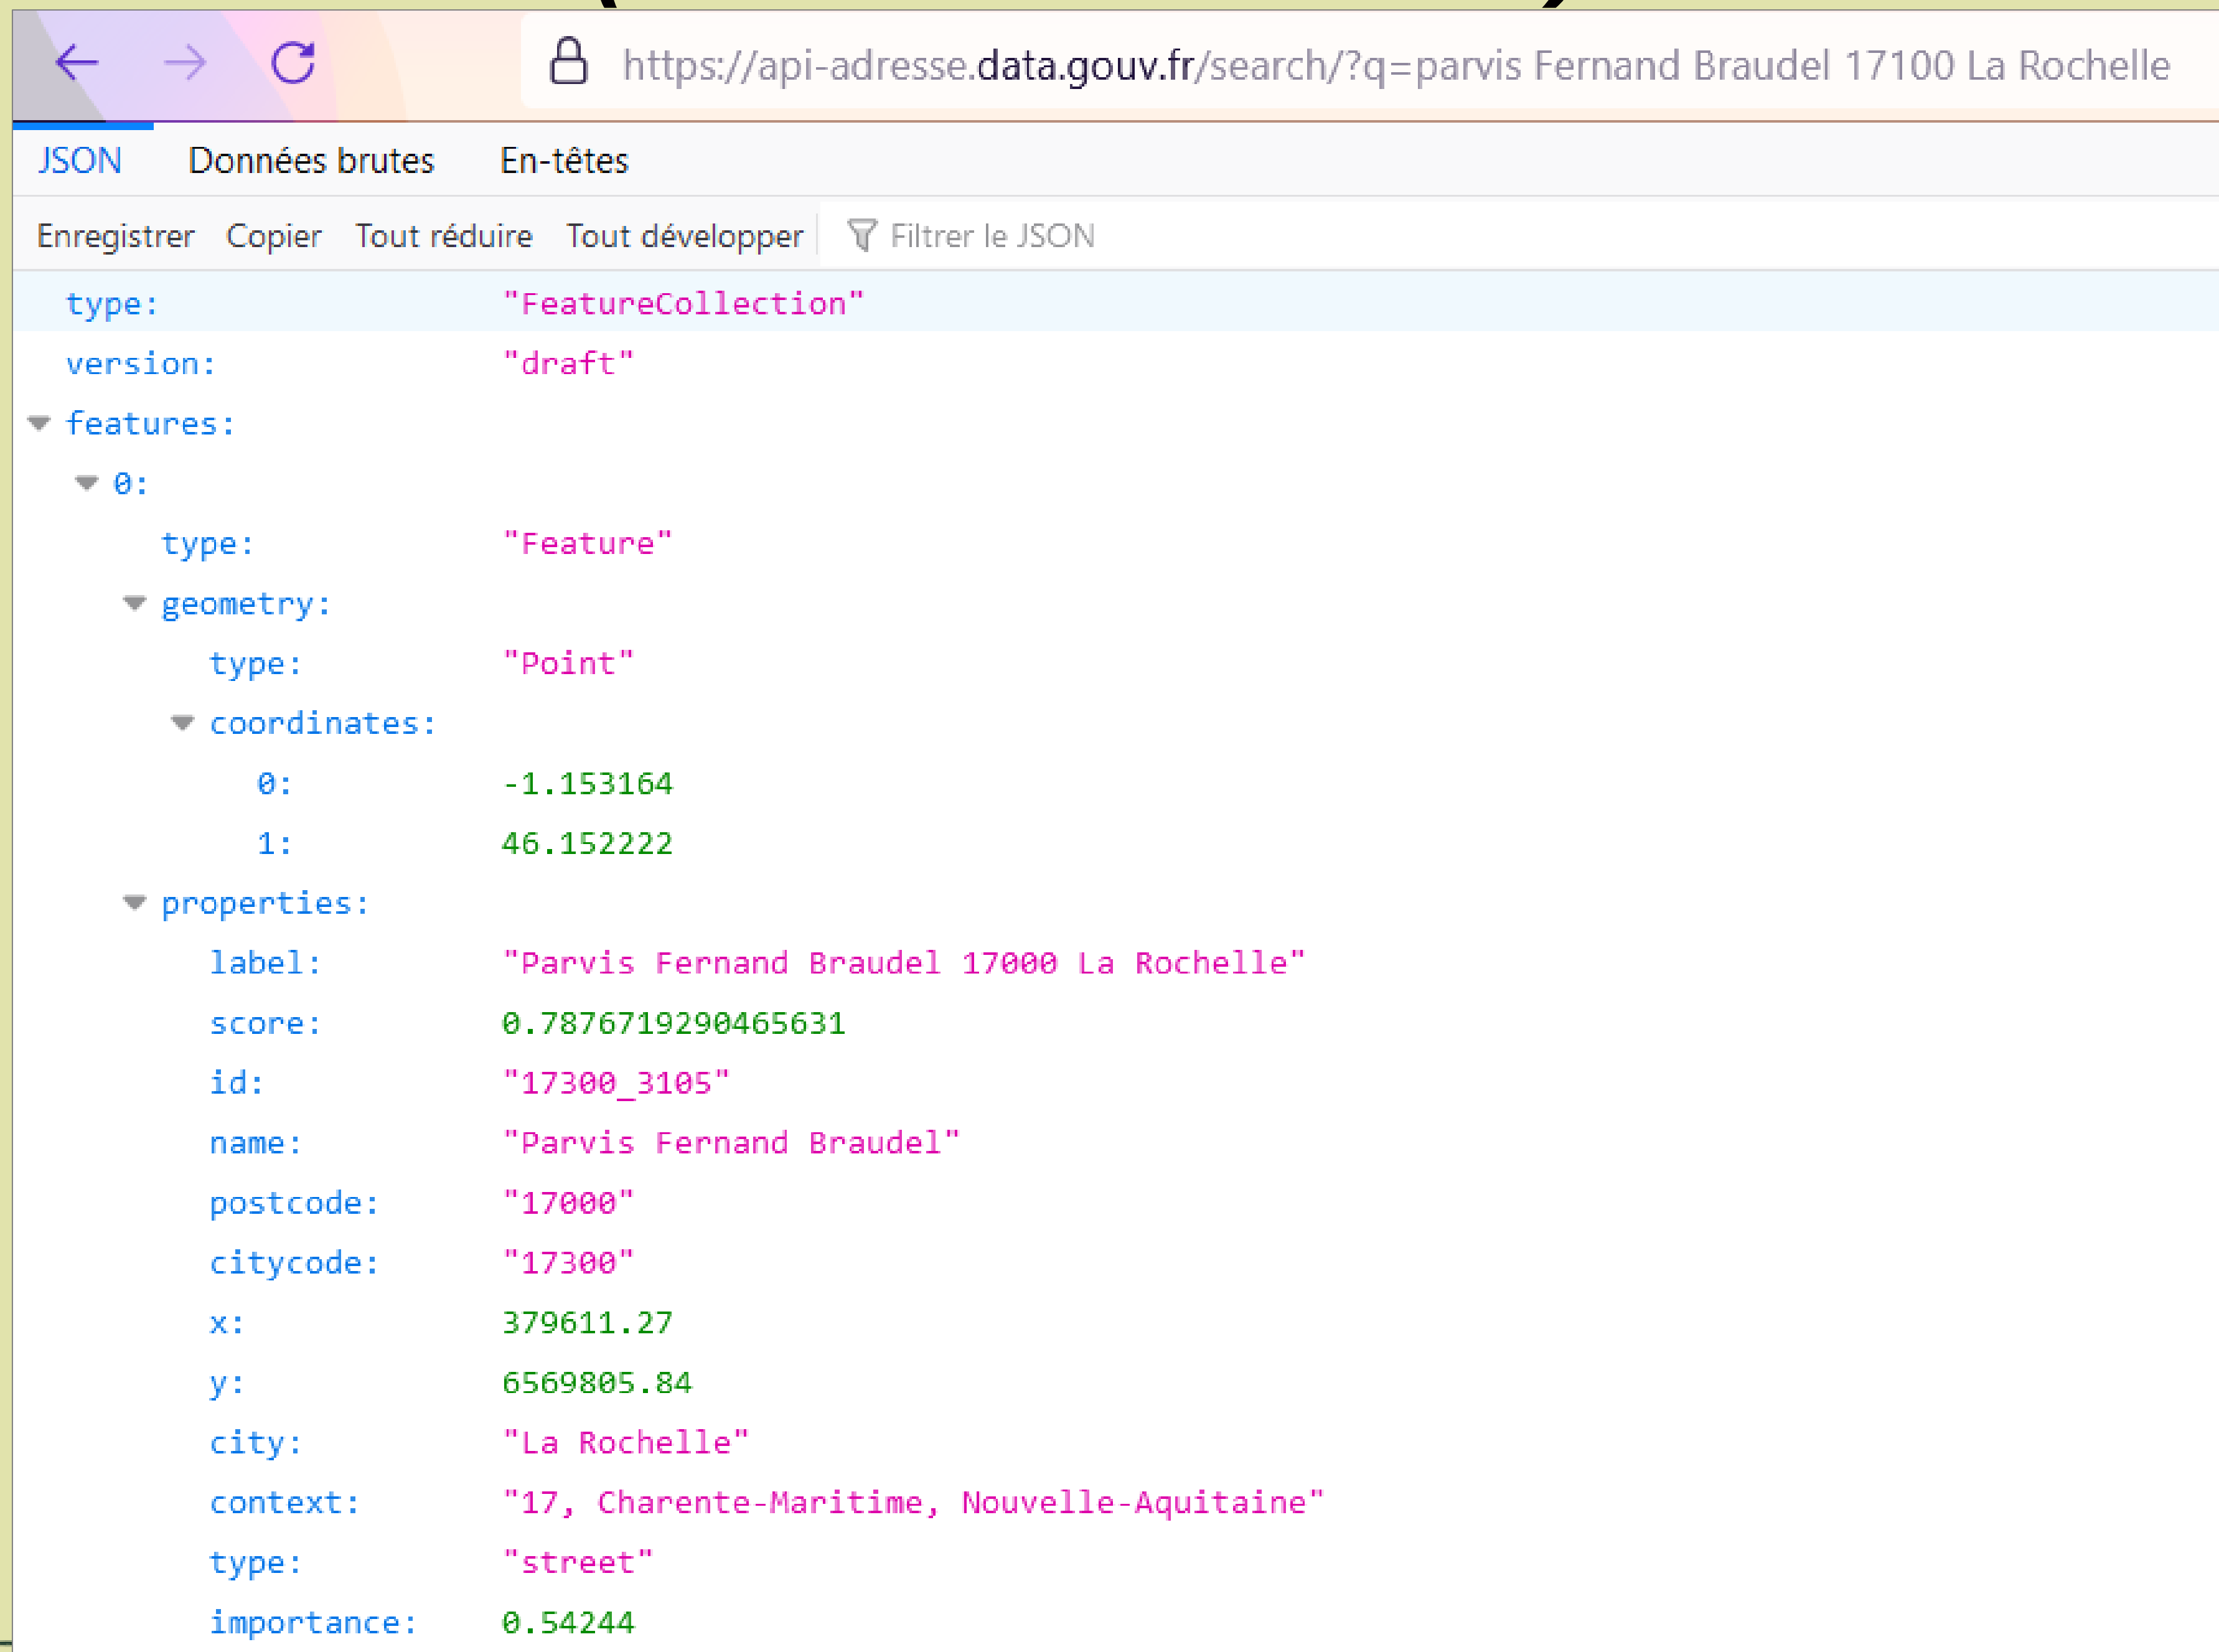 https://api-adresse.data.gouv.fr/search/?q=parvis Fernand Braudel 17100 La Rochelle
JSON Données brutes En-têtes
Enregistrer Copier Tout réduire Tout développer Filtrer le JSON
type: "FeatureCollection"
version: "draft"
features:
0:
type: "Feature"
geometry:
type: "Point"
coordinates:
0: -1.153164
1: 46.152222
properties:
label: "Parvis Fernand Braudel 17000 La Rochelle"
score: 0.7876719290465631
id: "17300_3105"
name: "Parvis Fernand Braudel"
postcode: "17000"
citycode: "17300"
x: 379611.27
y: 6569805.84
city: "La Rochelle"
context: "17, Charente-Maritime, Nouvelle-Aquitaine"
type: "street"
importance: 0.54244